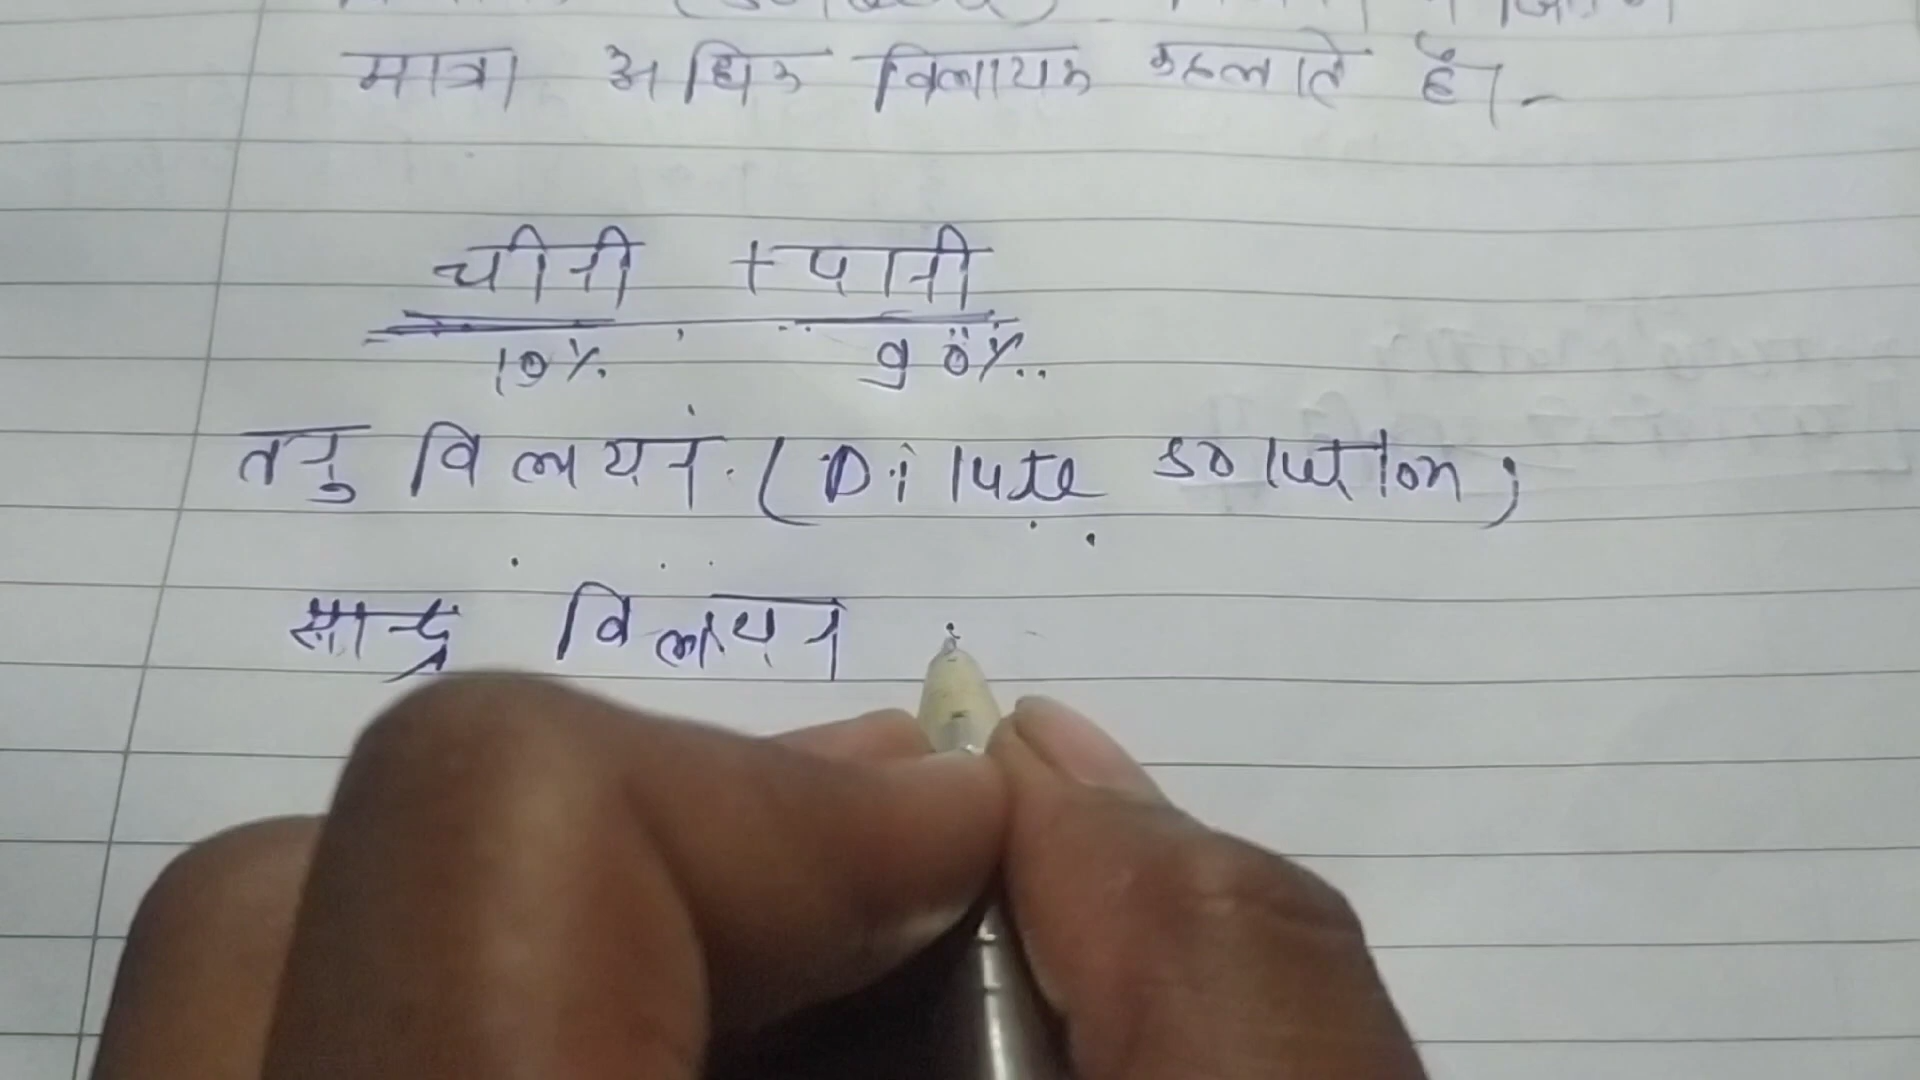 मात्रा अधिक विलायक कहलाते है।-
चीनी + पानी
10% 90%
तनु विलयन (Dilute solution)
सान्द्र विलयन